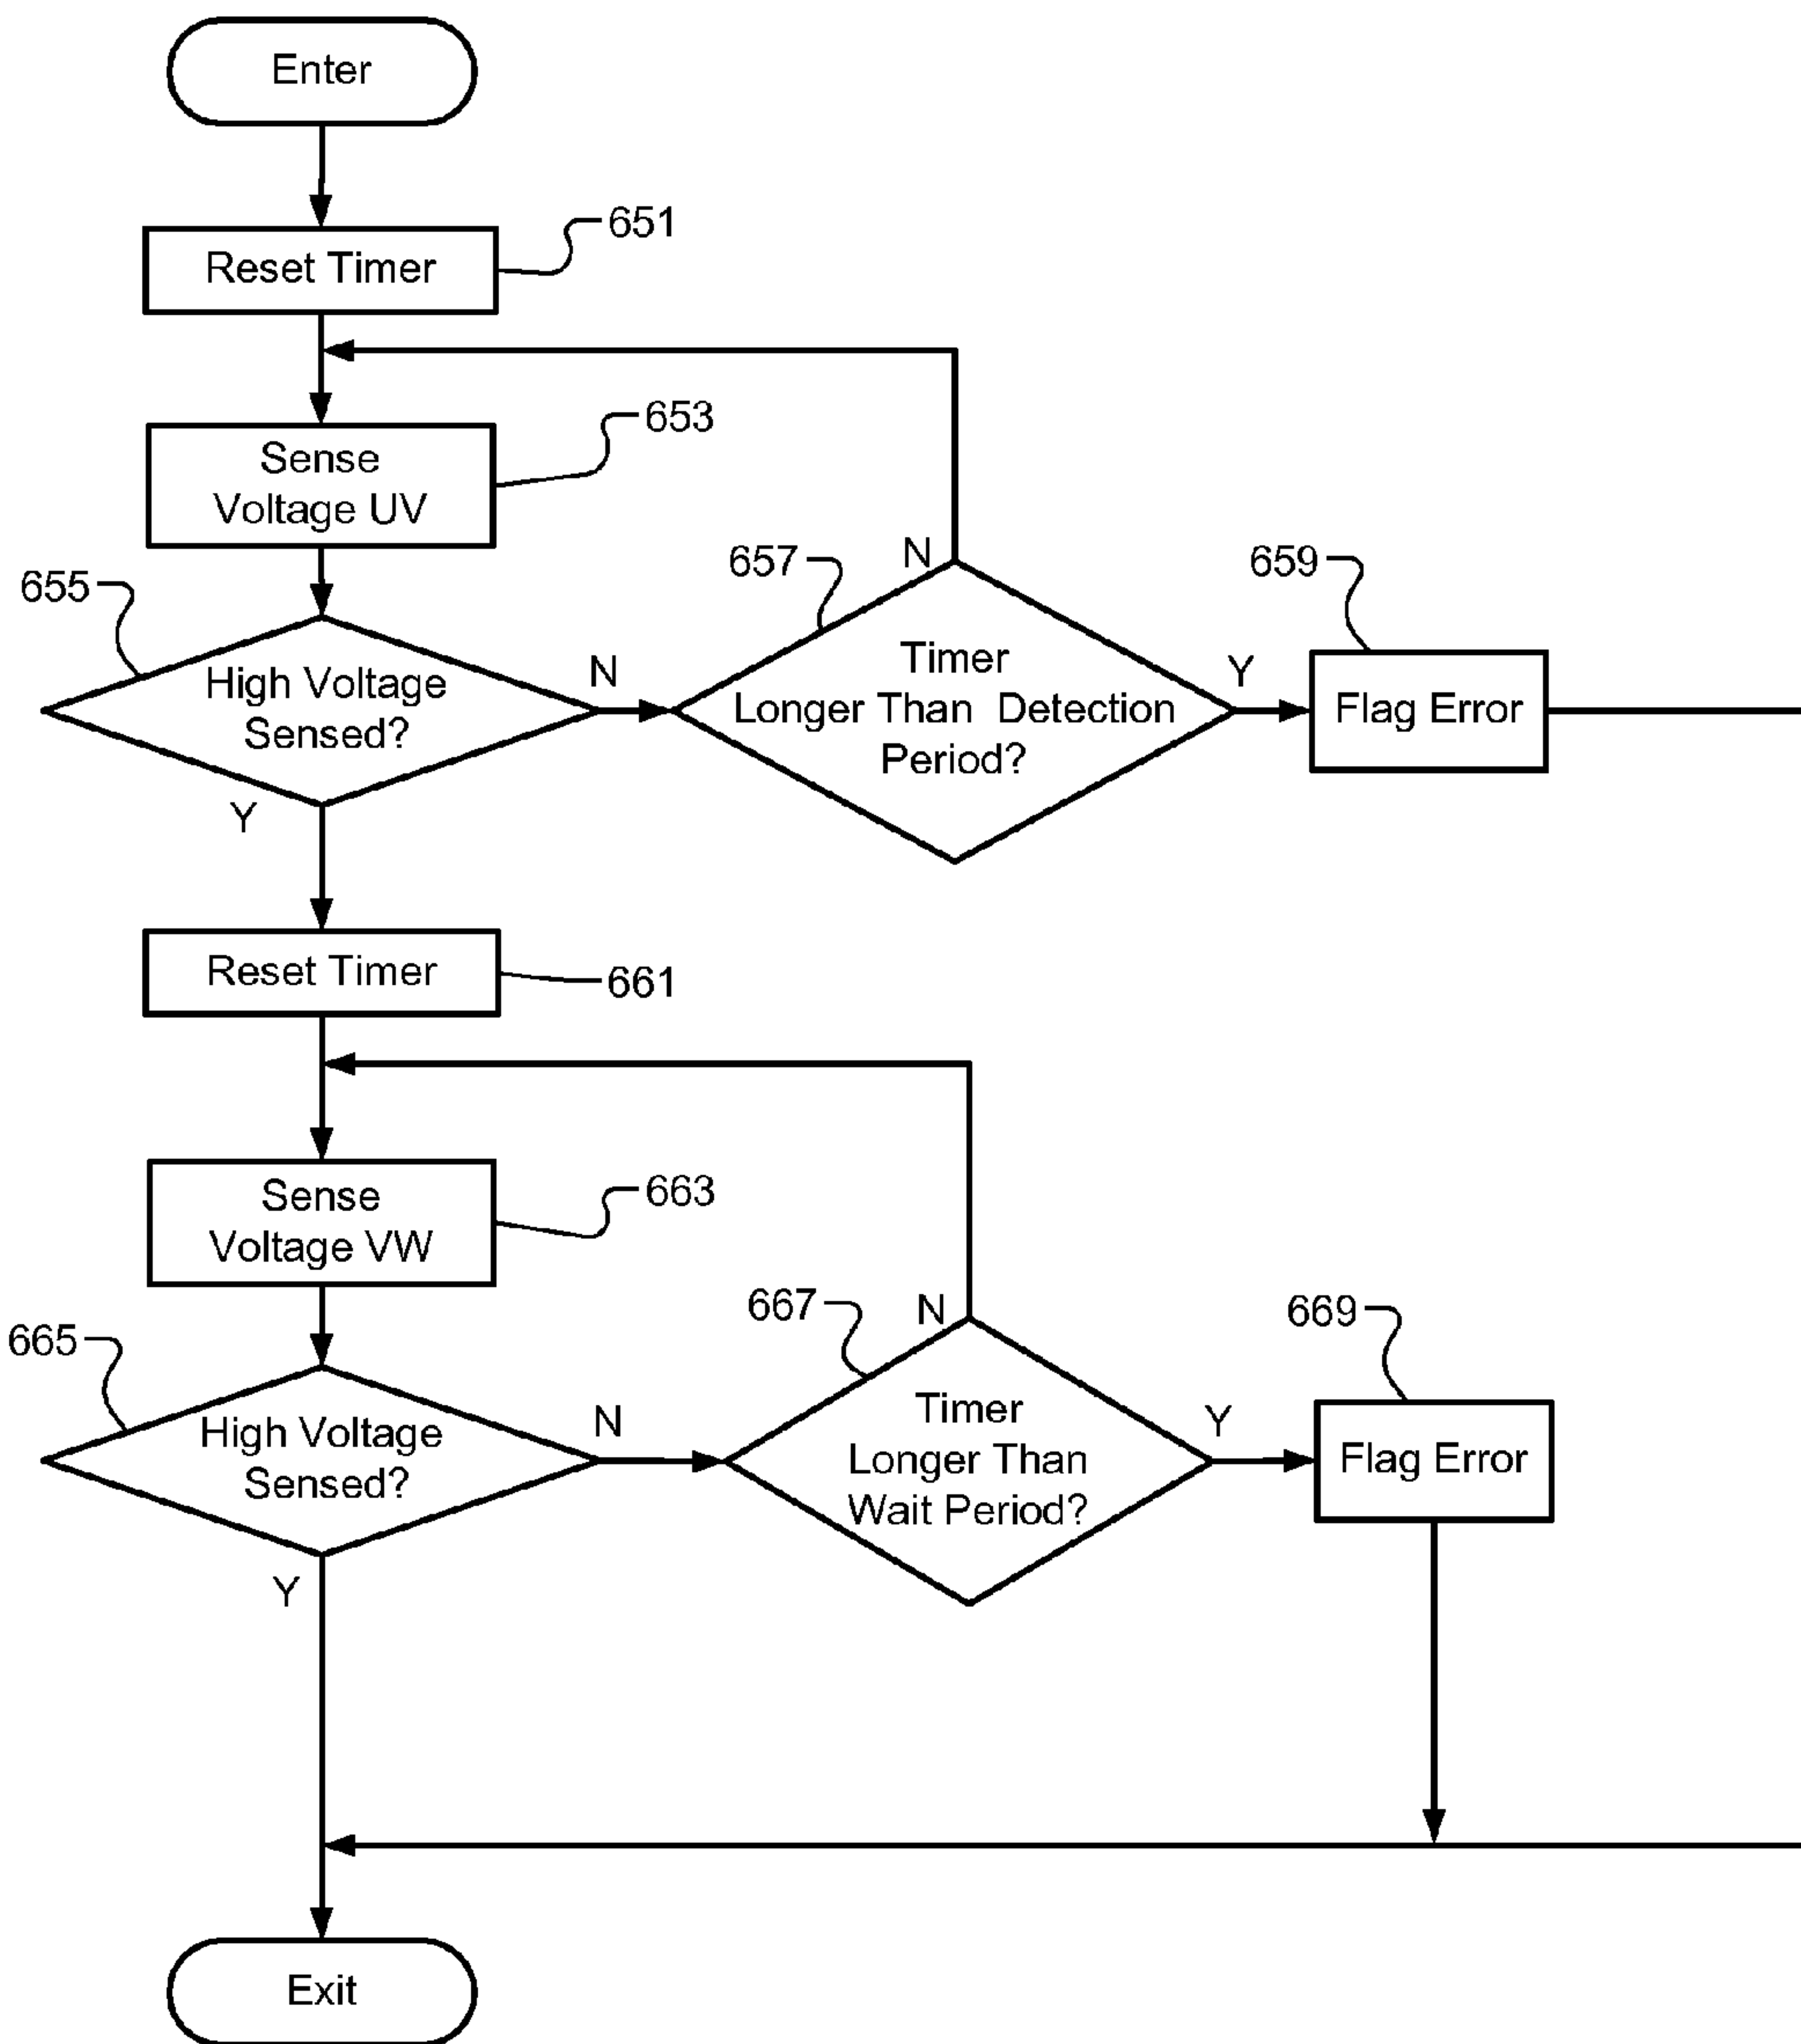 Enter
651
Reset Timer
653
Sense
Voltage UV
655
High Voltage
Sensed?
N
Y
657
N
Timer
Longer Than Detection
Period?
Y
659
Flag Error
Reset Timer
661
663
Sense
Voltage VW
665
High Voltage
Sensed?
N
Y
667
N
Timer
Longer Than
Wait Period?
Y
669
Flag Error
Exit